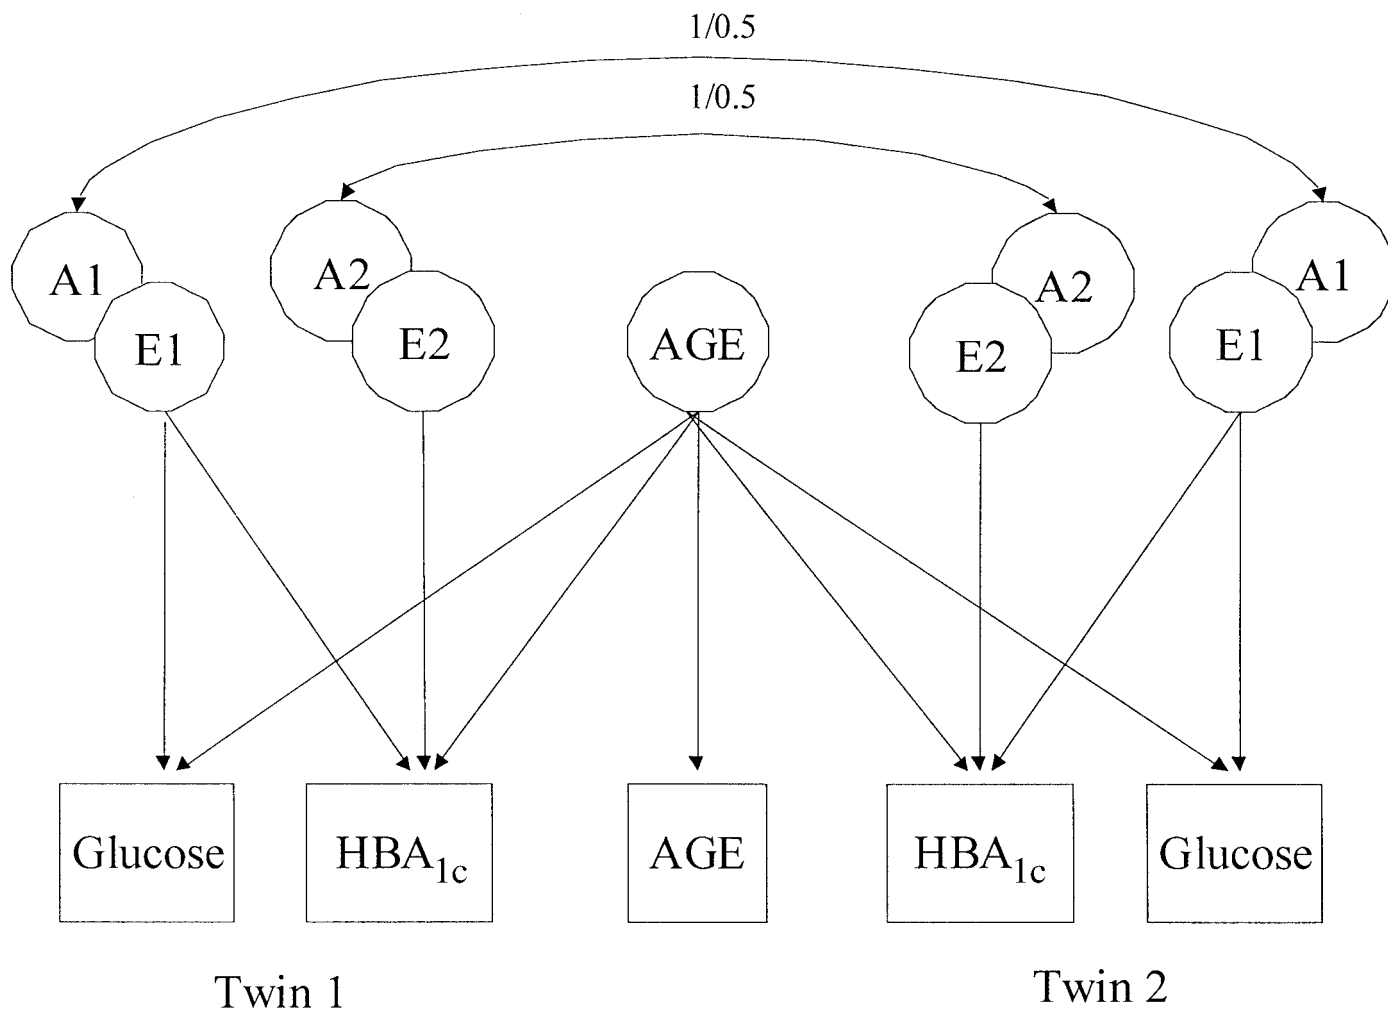 1/0.5
1/0.5
A1 A2 A2 A1
E1 E2 AGE E2 E1
Glucose HBA1c AGE HBA1c Glucose
Twin 1 Twin 2